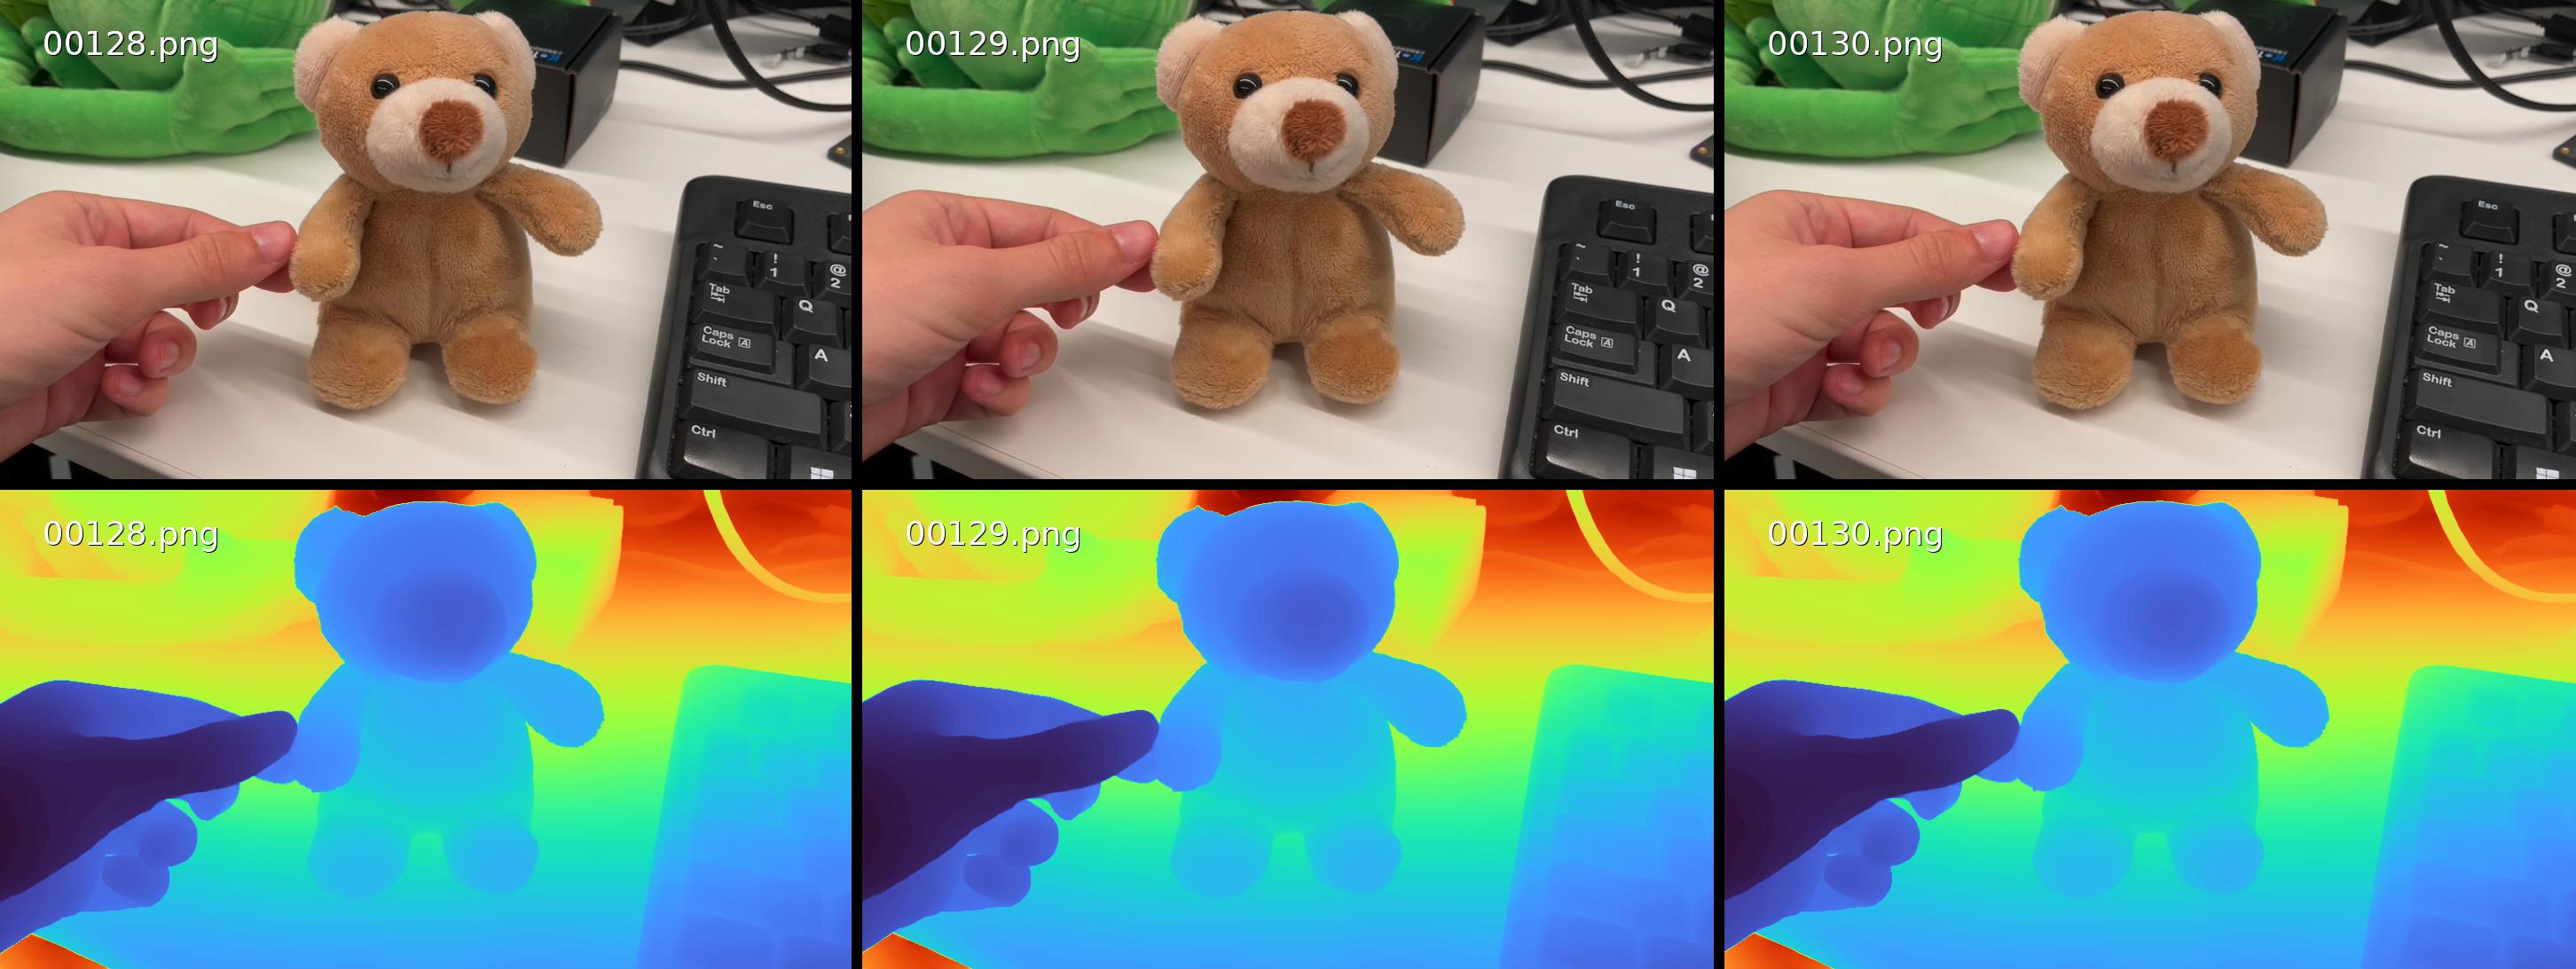 00128.png
00129.png
00130.png
Esc
~
`
!
1
@
2
Tab
Q
Caps
Lock
A
A
Shift
Ctrl
Esc
~
`
!
1
@
2
Tab
Q
Caps
Lock
A
A
Shift
Ctrl
Esc
~
`
!
1
@
2
Tab
Q
Caps
Lock
A
A
Shift
Ctrl
00128.png
00129.png
00130.png